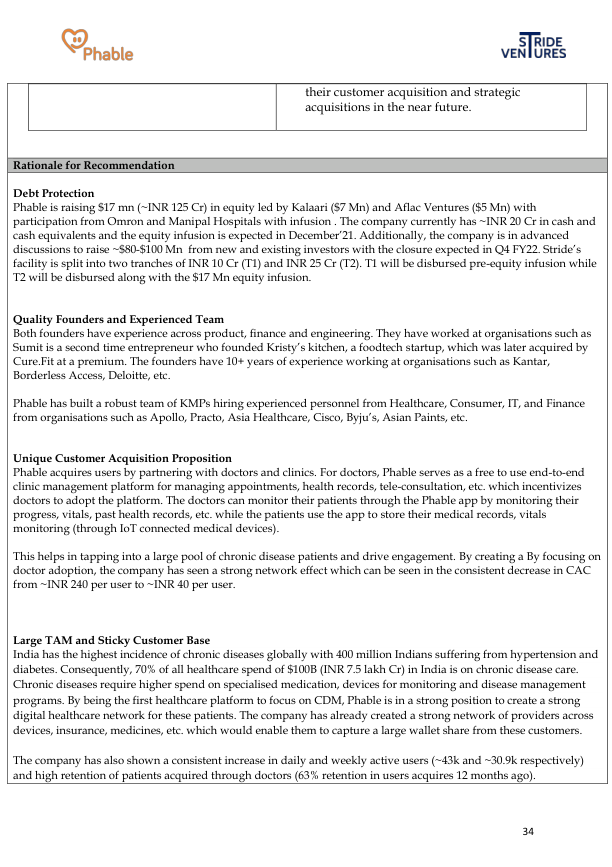 Phable
STRIDE
VENTURES
their customer acquisition and strategic
acquisitions in the near future.
Rationale for Recommendation
Debt Protection
Phable is raising $17 mn (~INR 125 Cr) in equity led by Kalaari ($7 Mn) and Aflac Ventures ($5 Mn) with
participation from Omron and Manipal Hospitals with infusion . The company currently has ~INR 20 Cr in cash and
cash equivalents and the equity infusion is expected in December'21. Additionally, the company is in advanced
discussions to raise ~$80-$100 Mn  from new and existing investors with the closure expected in Q4 FY22. Stride's
facility is split into two tranches of INR 10 Cr (T1) and INR 25 Cr (T2). T1 will be disbursed pre-equity infusion while
T2 will be disbursed along with the $17 Mn equity infusion.
Quality Founders and Experienced Team
Both founders have experience across product, finance and engineering. They have worked at organisations such as
Sumit is a second time entrepreneur who founded Kristy's kitchen, a foodtech startup, which was later acquired by
Cure.Fit at a premium. The founders have 10+ years of experience working at organisations such as Kantar,
Borderless Access, Deloitte, etc.
Phable has built a robust team of KMPs hiring experienced personnel from Healthcare, Consumer, IT, and Finance
from organisations such as Apollo, Practo, Asia Healthcare, Cisco, Byju's, Asian Paints, etc.
Unique Customer Acquisition Proposition
Phable acquires users by partnering with doctors and clinics. For doctors, Phable serves as a free to use end-to-end
clinic management platform for managing appointments, health records, tele-consultation, etc. which incentivizes
doctors to adopt the platform. The doctors can monitor their patients through the Phable app by monitoring their
progress, vitals, past health records, etc. while the patients use the app to store their medical records, vitals
monitoring (through IoT connected medical devices).
This helps in tapping into a large pool of chronic disease patients and drive engagement. By creating a By focusing on
doctor adoption, the company has seen a strong network effect which can be seen in the consistent decrease in CAC
from ~INR 240 per user to ~INR 40 per user.
Large TAM and Sticky Customer Base
India has the highest incidence of chronic diseases globally with 400 million Indians suffering from hypertension and
diabetes. Consequently, 70% of all healthcare spend of $100B (INR 7.5 lakh Cr) in India is on chronic disease care.
Chronic diseases require higher spend on specialised medication, devices for monitoring and disease management
programs. By being the first healthcare platform to focus on CDM, Phable is in a strong position to create a strong
digital healthcare network for these patients. The company has already created a strong network of providers across
devices, insurance, medicines, etc. which would enable them to capture a large wallet share from these customers.
The company has also shown a consistent increase in daily and weekly active users (~43k and ~30.9k respectively)
and high retention of patients acquired through doctors (63% retention in users acquires 12 months ago).
34